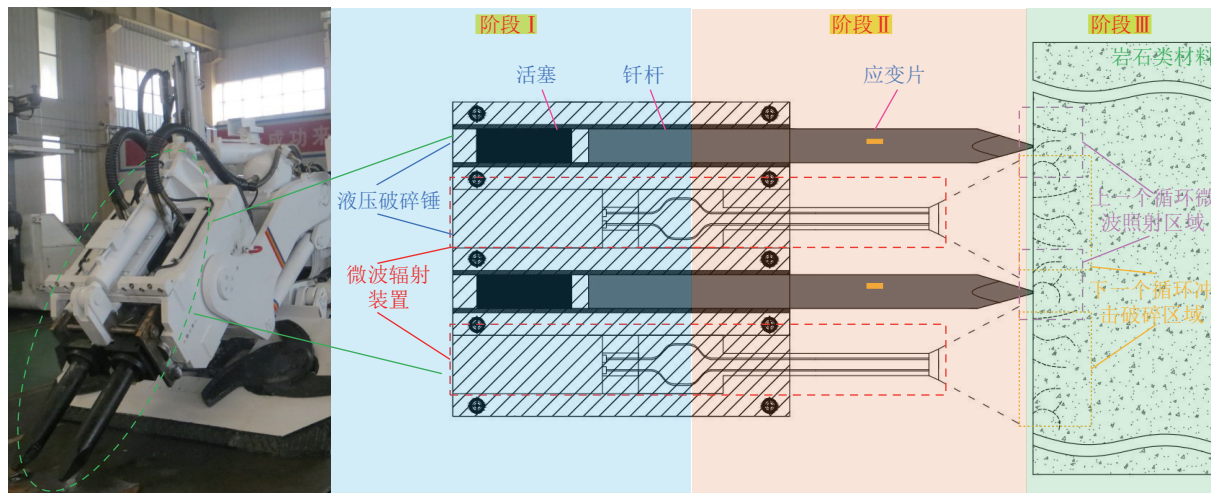 阶段Ⅰ
阶段Ⅱ
阶段Ⅲ
岩石类材料
活塞
钎杆
应变片
成功来
液压破碎锤
上一个循环微
波照射区域
微波辐射
装置
下一个循环冲
击破碎区域